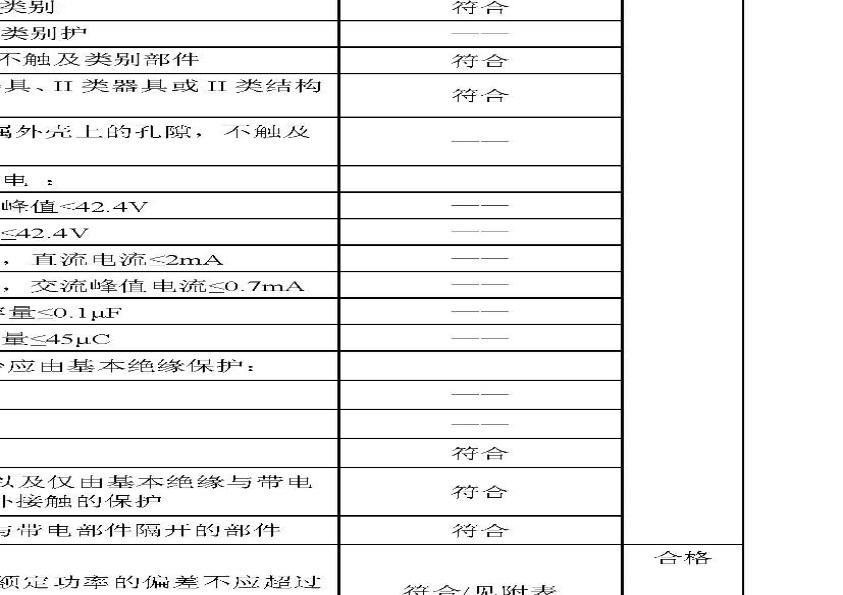 类别 符合
类别护 ——
不触及类别部件 符合
具、II 类器具或 II 类结构 符合
属外壳上的孔隙，不触及 ——
电：
峰值<42.4V ——
≤42.4V ——
，直流电流<2mA ——
，交流峰值电流≤0.7mA ——
量≤0.1μF ——
量≤45μC ——
应由基本绝缘保护：
——
——
符合
以及仅由基本绝缘与带电
外接触的保护 符合
与带电部件隔开的部件 符合
合格
额定功率的偏差不应超过 符合/见附表